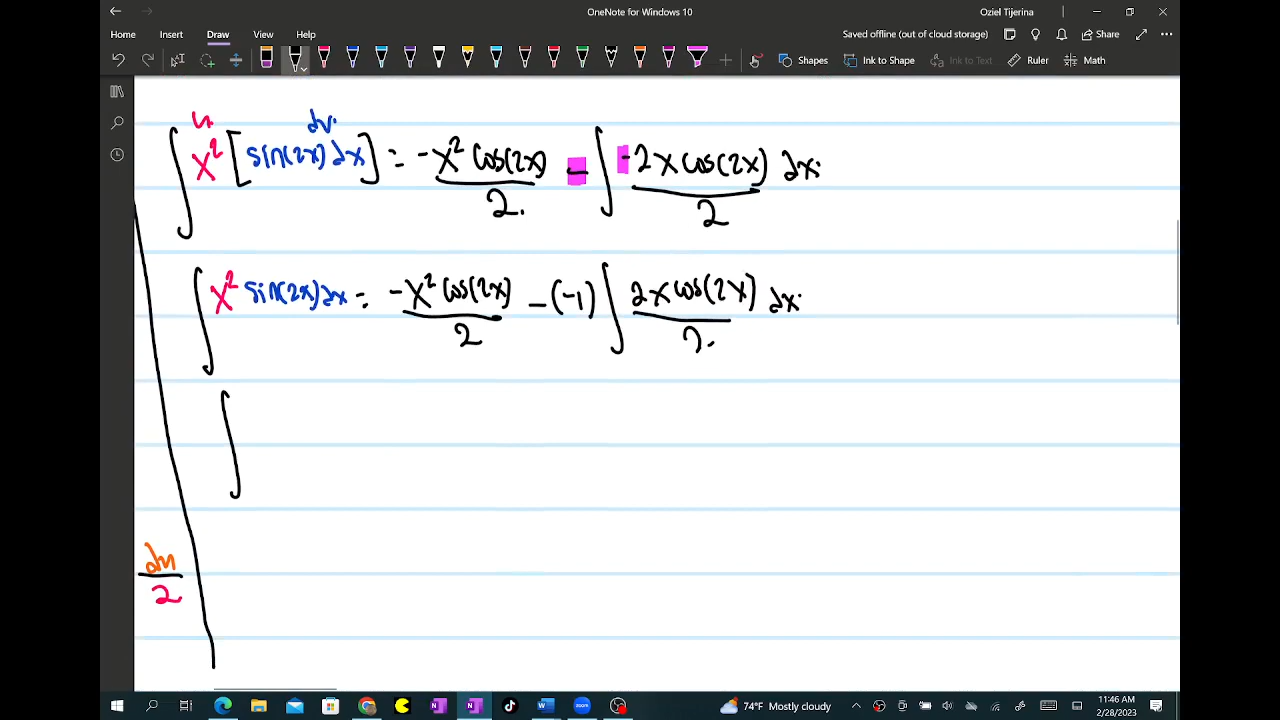 OneNote for Windows 10
Oziel Tijerina
Home Insert Draw View Help
Saved offline (out of cloud storage)
Share
Shapes
Ink to Shape
Ink to Text
Ruler
Math
u dv.
∫ x² [sin(2x) dx] = -x² cos(2x)/2. - ∫ -2x cos(2x)/2 dx.
∫ x² sin(2x) dx = -x² cos(2x)/2 - (-1) ∫ 2x cos(2x)/2. dx.
∫
du/2
74°F Mostly cloudy
11:46 AM
2/28/2023